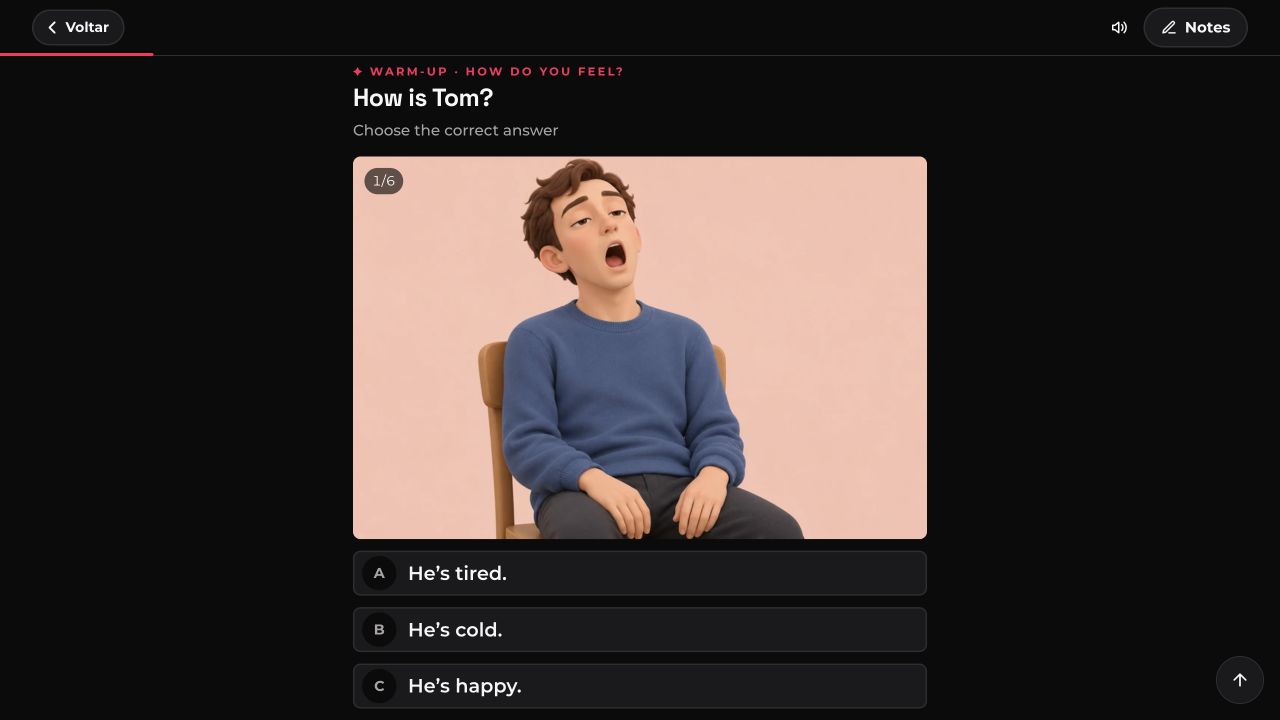 Voltar
Notes
✦ WARM-UP · HOW DO YOU FEEL?
How is Tom?
Choose the correct answer
1/6
A He’s tired.
B He’s cold.
C He’s happy.